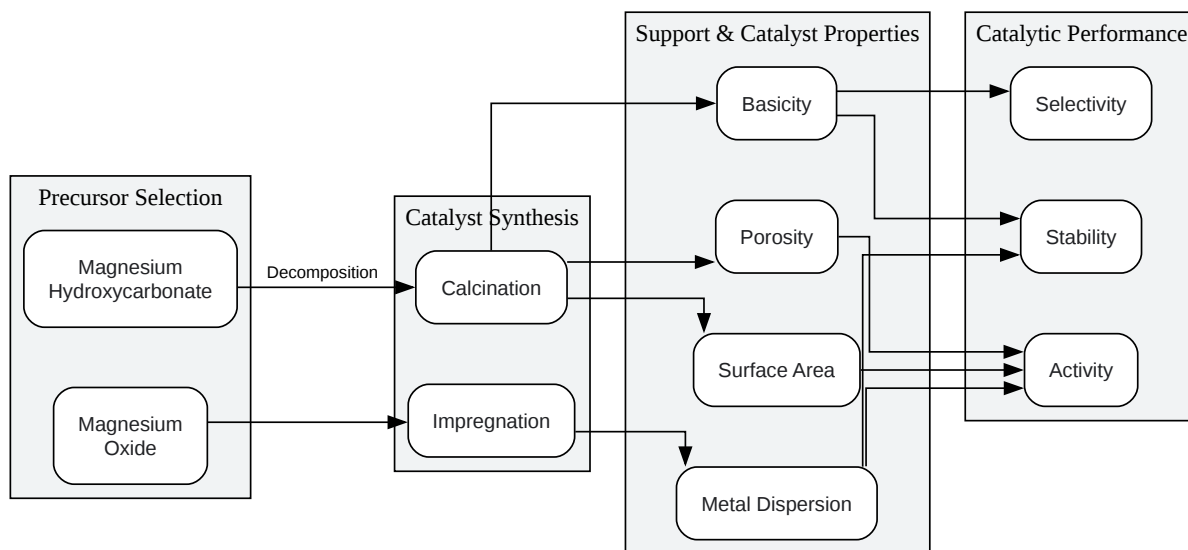 Precursor Selection
Magnesium
Hydroxycarbonate
Magnesium
Oxide
Decomposition
Catalyst Synthesis
Calcination
Impregnation
Support & Catalyst Properties
Basicity
Porosity
Surface Area
Metal Dispersion
Catalytic Performance
Selectivity
Stability
Activity